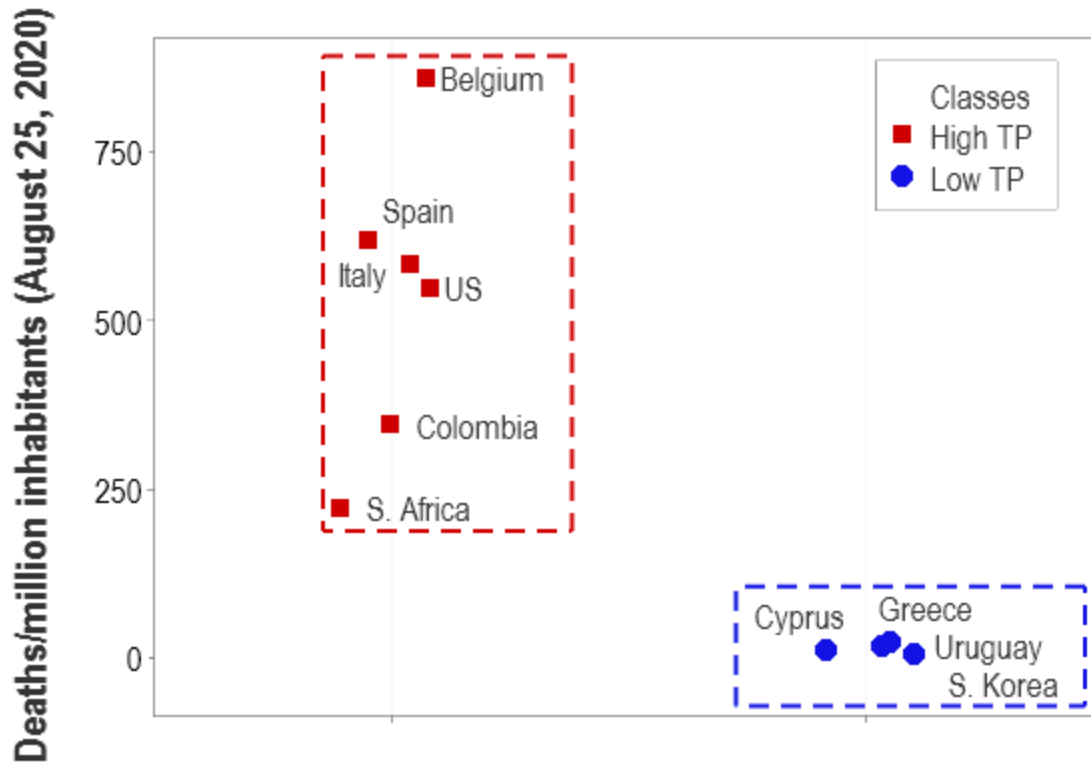 Deaths/million inhabitants (August 25, 2020)
750
500
250
0
Belgium
Spain
Italy
US
Colombia
S. Africa
Classes
High TP
Low TP
Cyprus
Greece
Uruguay
S. Korea